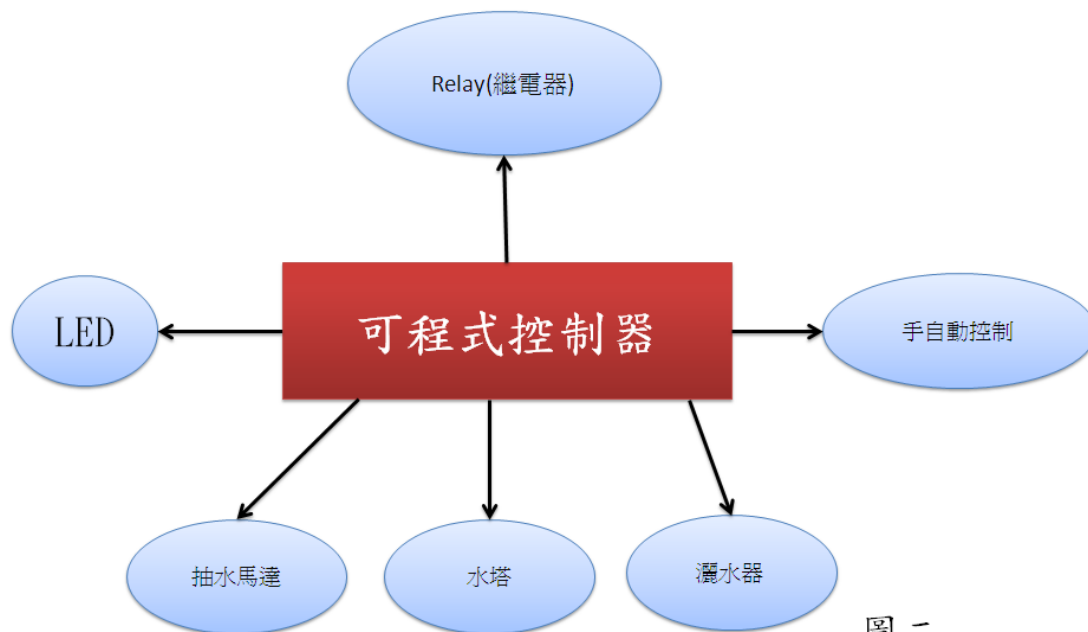 Relay(繼電器)
LED
可程式控制器
手自動控制
抽水馬達
水塔
灑水器
圖